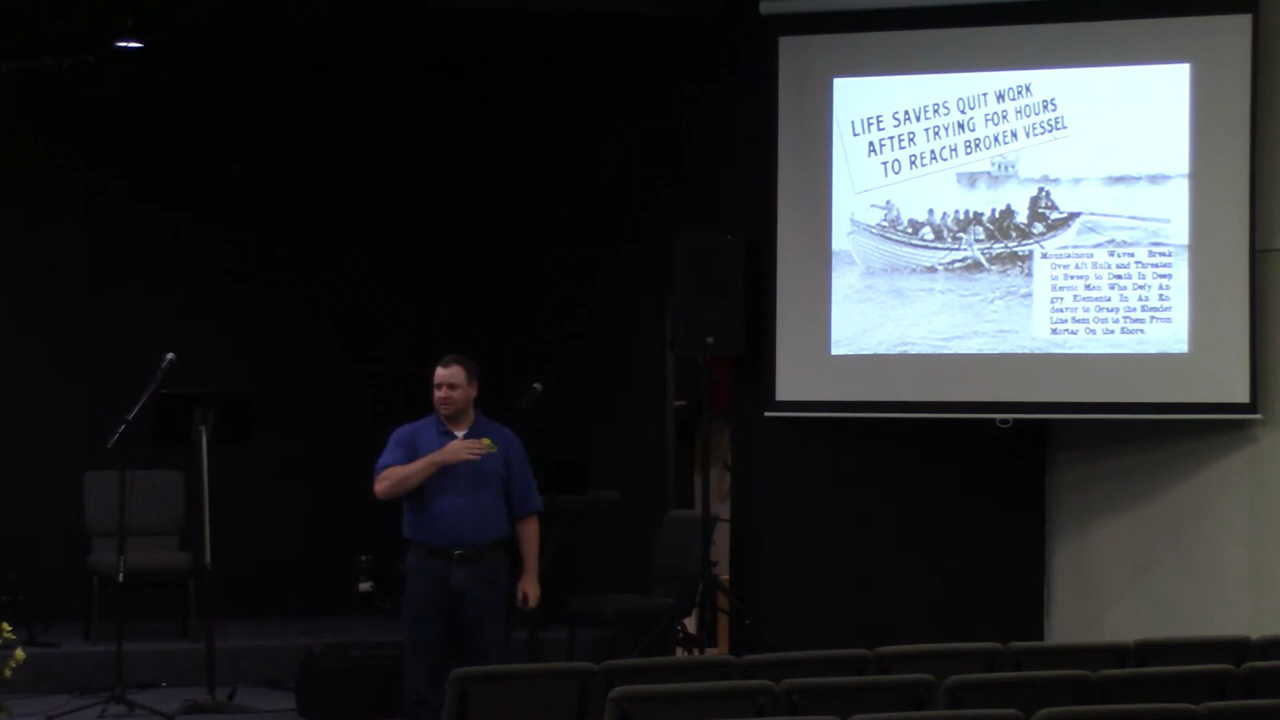 LIFE SAVERS QUIT WORK
AFTER TRYING FOR HOURS
TO REACH BROKEN VESSEL
Mountainous Waves Break
Over Aft Hulk and Threaten
to Sweep to Death In Deep
Heroic Men Who Defy An-
gry Elements In An En-
deavor to Grasp the Slender
Line Sent Out to Them From
Mortar On the Shore.